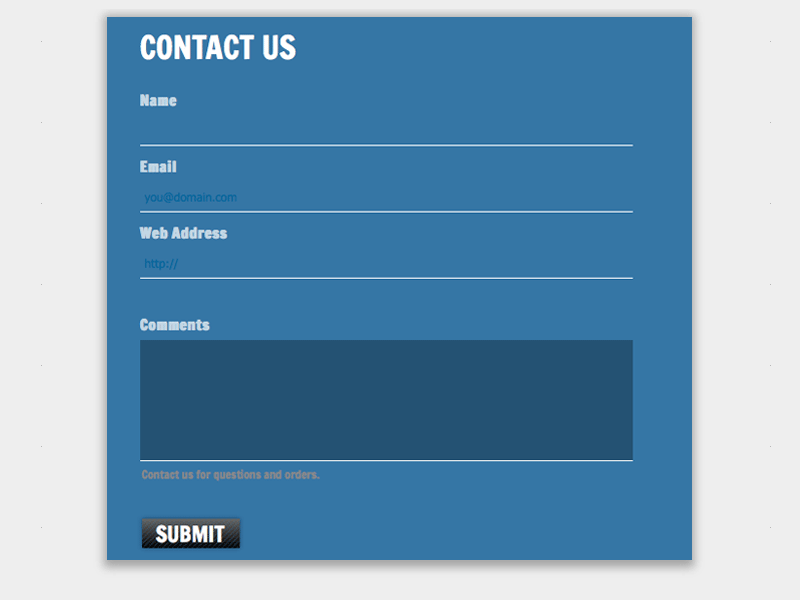 CONTACT US
Name
Email
you@domain.com
Web Address
http://
Comments
Contact us for questions and orders.
SUBMIT